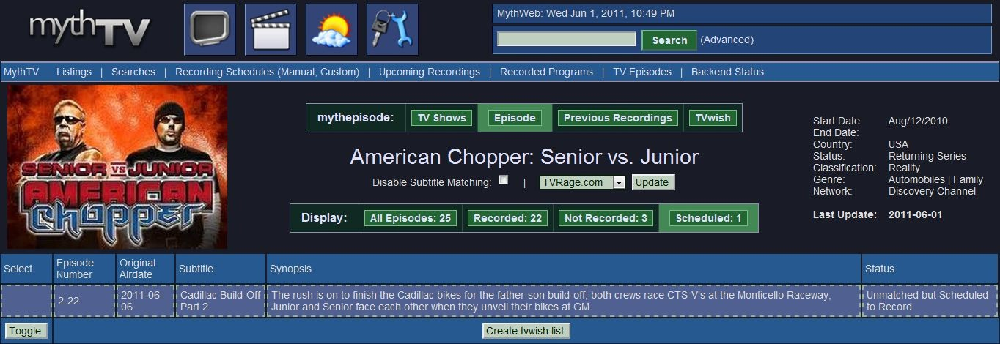 mythTV
MythWeb: Wed Jun 1, 2011, 10:49 PM
Search (Advanced)
MythTV: Listings | Searches | Recording Schedules (Manual, Custom) | Upcoming Recordings | Recorded Programs | TV Episodes | Backend Status
SENIOR VS JUNIOR
AMERICAN
Chopper
mythepisode: TV Shows Episode Previous Recordings TVwish
American Chopper: Senior vs. Junior
Disable Subtitle Matching: | TVRage.com Update
Display: All Episodes: 25 Recorded: 22 Not Recorded: 3 Scheduled: 1
Start Date: Aug/12/2010
End Date:
Country: USA
Status: Returning Series
Classification: Reality
Genre: Automobiles | Family
Network: Discovery Channel
Last Update: 2011-06-01
Select
Episode
Number
Original
Airdate
Subtitle
Synopsis
Status
2-22
2011-06-
06
Cadillac Build-Off
Part 2
The rush is on to finish the Cadillac bikes for the father-son build-off; both crews race CTS-V's at the Monticello Raceway;
Junior and Senior face each other when they unveil their bikes at GM.
Unmatched but Scheduled
to Record
Toggle
Create tvwish list